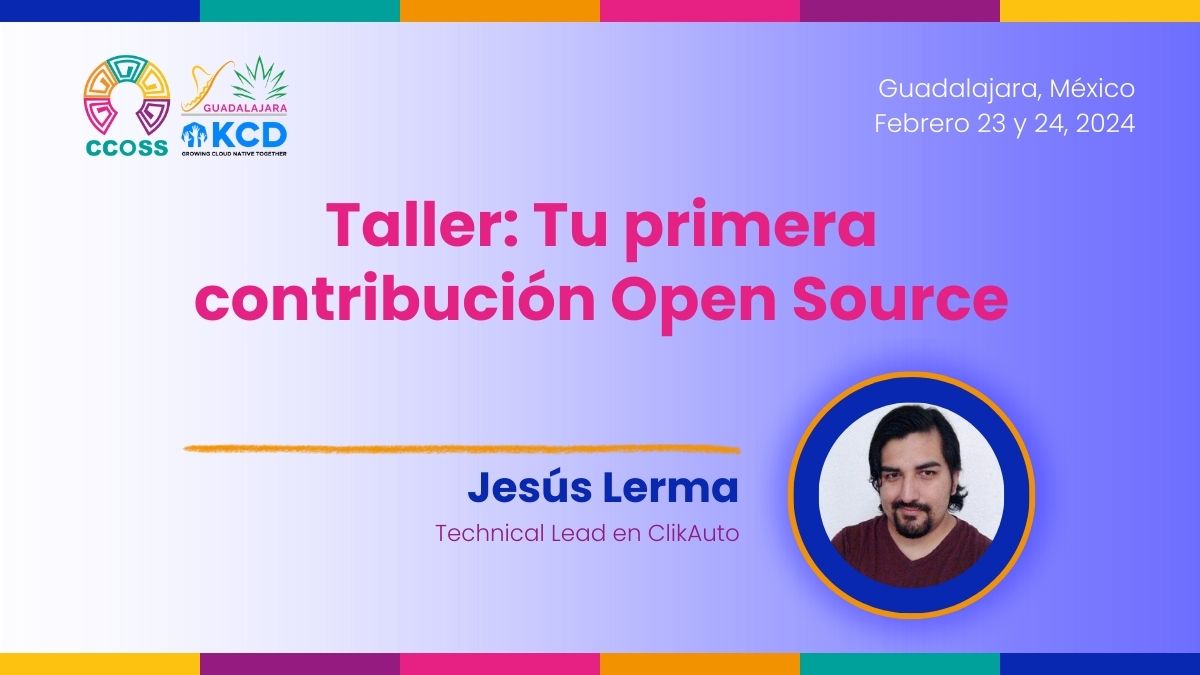 Guadalajara, México
Febrero 23 y 24, 2024
CCOSS
GUADALAJARA
KCD
GROWING CLOUD NATIVE TOGETHER
Taller: Tu primera
contribución Open Source
Jesús Lerma
Technical Lead en ClikAuto